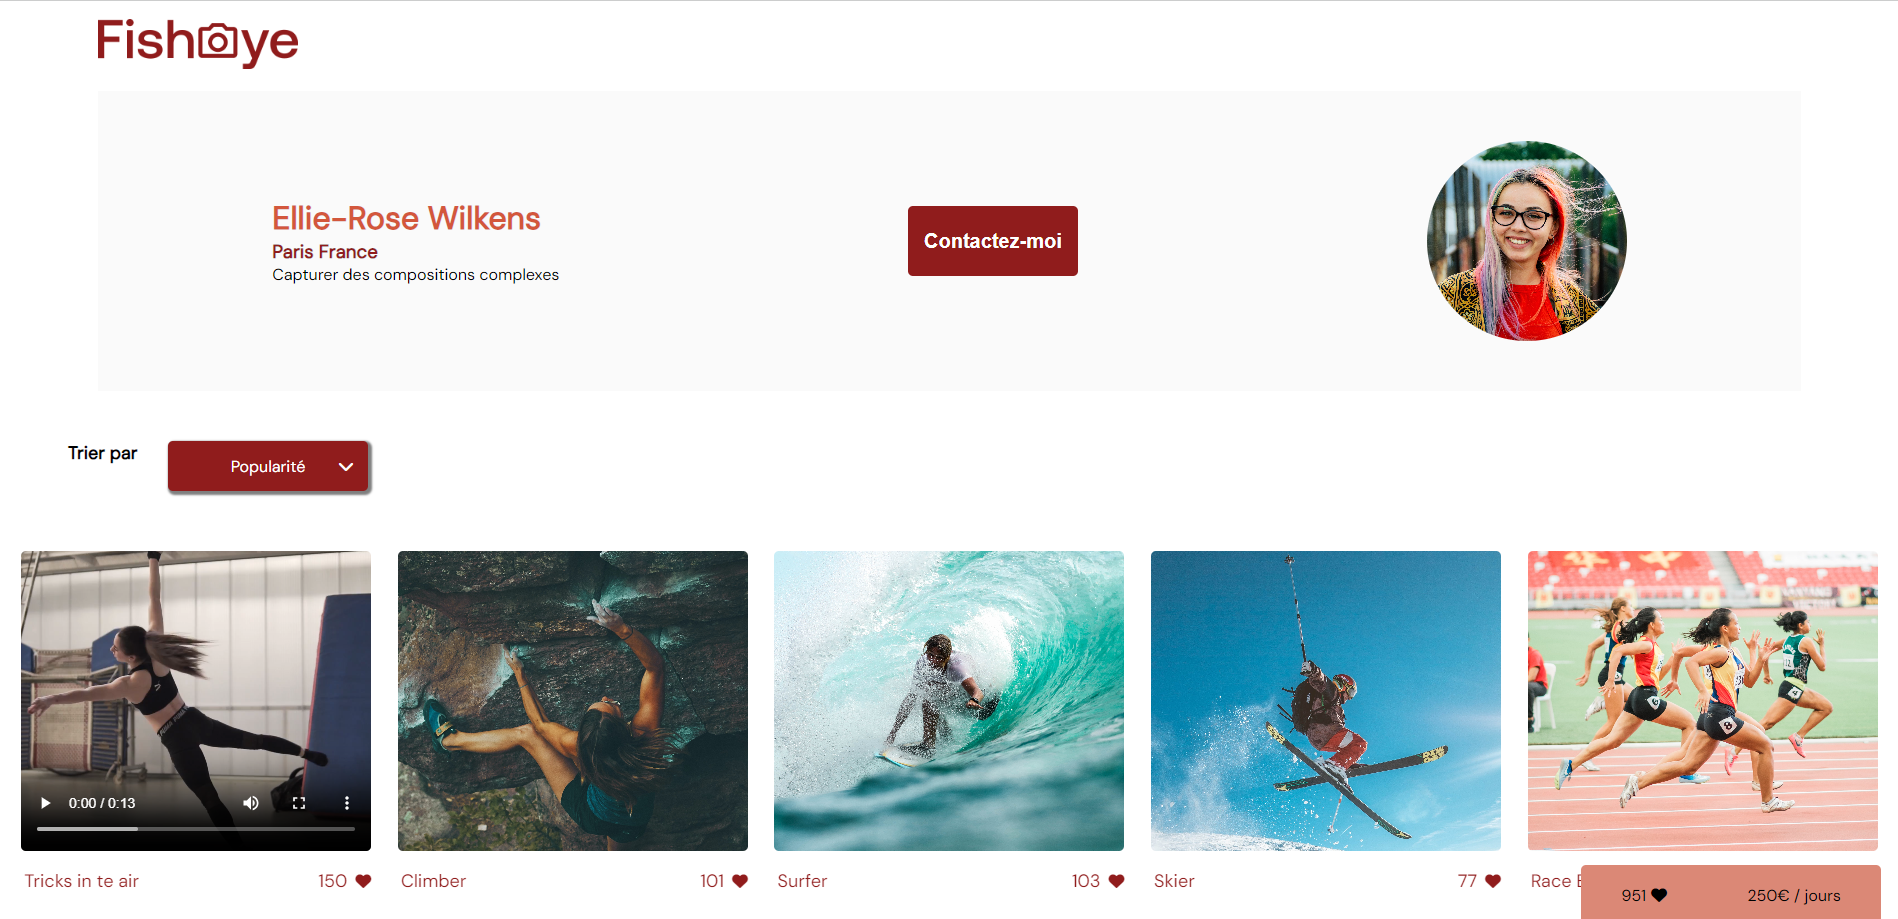 Fisheye
Ellie-Rose Wilkens
Paris France
Capturer des compositions complexes
Contactez-moi
Trier par
Popularité
0:00 / 0:13
Tricks in te air
150
Climber
101
Surfer
103
Skier
77
Race
951
250€ / jours